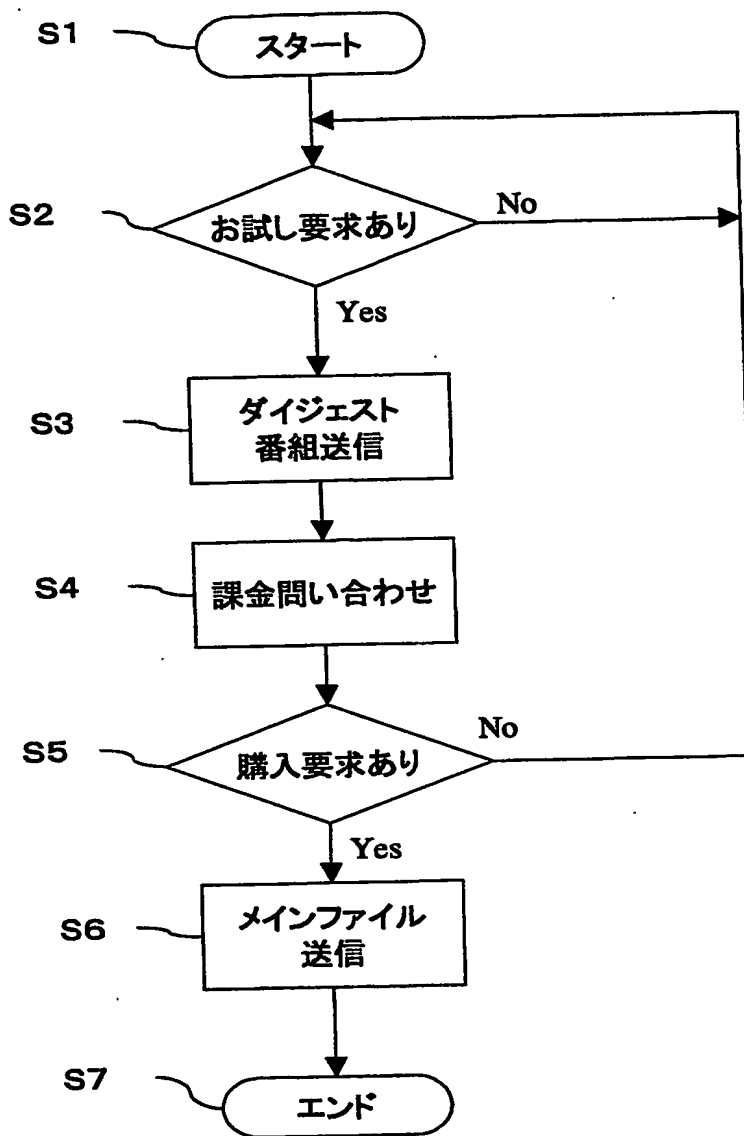 S1
スタート
S2
お試し要求あり
No
Yes
S3
ダイジェスト
番組送信
S4
課金問い合わせ
S5
購入要求あり
No
Yes
S6
メインファイル
送信
S7
エンド